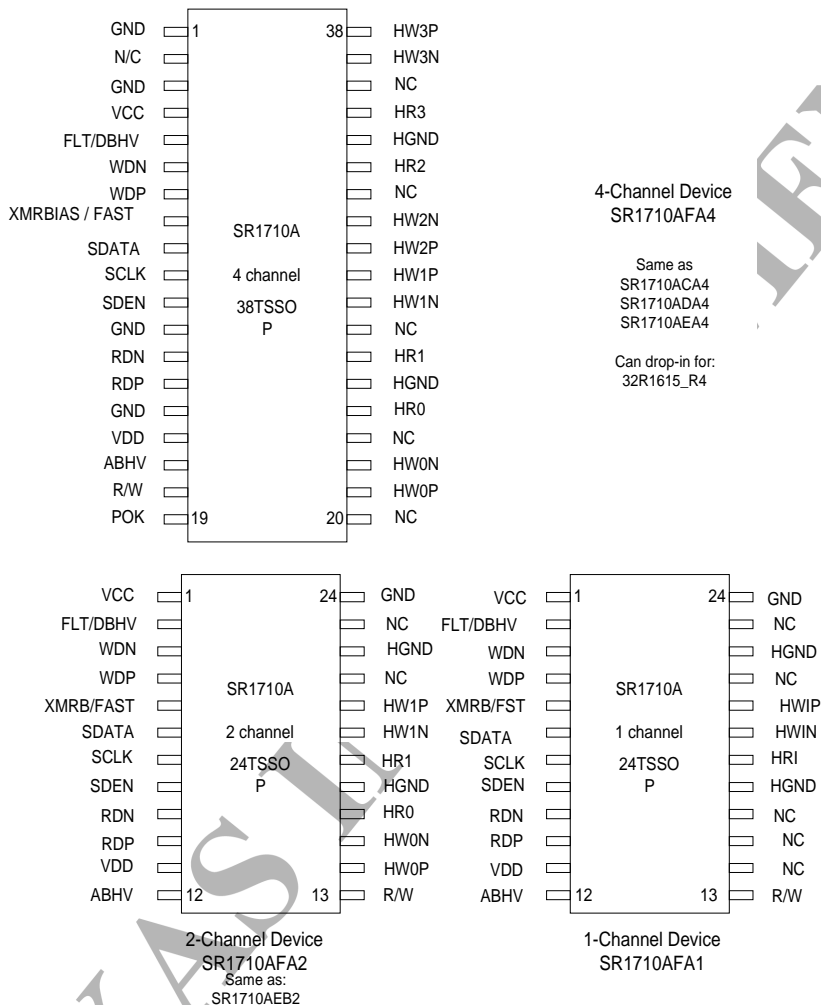 GND 1 38 HW3P
N/C HW3N
GND NC
VCC HR3
FLT/DBHV HGND
WDN HR2
WDP NC
XMRBIAS / FAST HW2N
SDATA HW2P
SCLK HW1P
SDEN HW1N
GND NC
RDN HR1
RDP HGND
GND HR0
VDD NC
ABHV HW0N
R/W HW0P
POK 19 20 NC
SR1710A
4 channel
38TSSO
P
4-Channel Device
SR1710AFA4
Same as
SR1710ACA4
SR1710ADA4
SR1710AEA4
Can drop-in for:
32R1615_R4
VCC 1 24 GND
FLT/DBHV NC
WDN HGND
WDP NC
XMRB/FAST HW1P
SDATA HW1N
SCLK HR1
SDEN HGND
RDN HR0
RDP HW0N
VDD HW0P
ABHV 12 13 R/W
SR1710A
2 channel
24TSSO
P
2-Channel Device
SR1710AFA2
Same as:
SR1710AEB2
VCC 1 24 GND
FLT/DBHV NC
WDN HGND
WDP NC
XMRB/FST HWIP
SDATA HWIN
SCLK HRI
SDEN HGND
RDN NC
RDP NC
VDD NC
ABHV 12 13 R/W
SR1710A
1 channel
24TSSO
P
1-Channel Device
SR1710AFA1